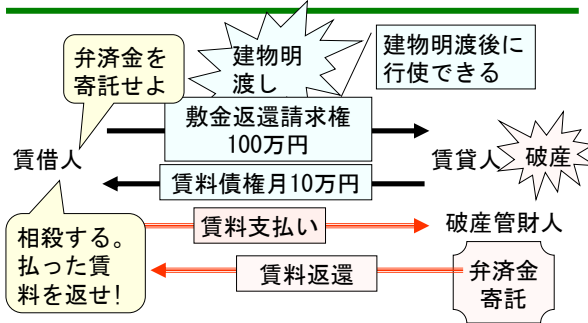 弁済金を
寄託せよ
建物明
渡し
建物明渡後に
行使できる
敷金返還請求権
100万円
賃借人
賃貸人
破産
賃料債権月10万円
相殺する。
払った賃
料を返せ!
賃料支払い
破産管財人
賃料返還
弁済金
寄託